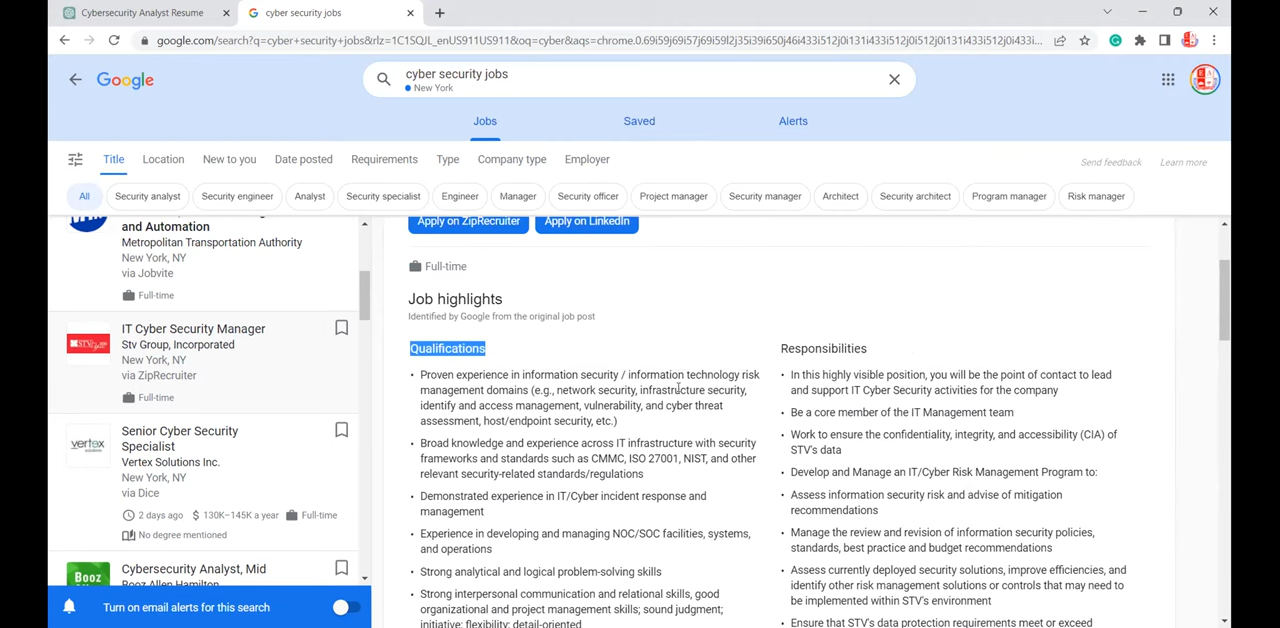 Cybersecurity Analyst Resume
cyber security jobs
google.com/search?q=cyber+security+jobs&rlz=1C1SQJL_enUS911US911&oq=cyber&aqs=chrome.0.69i59j69i57j69i59l2j35i39i650j46i433i512j0i131i433i512j0i512j0i131i433i512j0i433i...
Google
cyber security jobs
New York
Jobs
Saved
Alerts
Title
Location
New to you
Date posted
Requirements
Type
Company type
Employer
Send feedback
Learn more
All
Security analyst
Security engineer
Analyst
Security specialist
Engineer
Manager
Security officer
Project manager
Security manager
Architect
Security architect
Program manager
Risk manager
and Automation
Metropolitan Transportation Authority
New York, NY
via Jobvite
Full-time
IT Cyber Security Manager
Stv Group, Incorporated
New York, NY
via ZipRecruiter
Full-time
Senior Cyber Security
Specialist
vertex
Vertex Solutions Inc.
New York, NY
via Dice
2 days ago
$ 130K–145K a year
Full-time
No degree mentioned
Cybersecurity Analyst, Mid
Booz
Booz Allen Hamilton
Turn on email alerts for this search
Apply on ZipRecruiter
Apply on LinkedIn
Full-time
Job highlights
Identified by Google from the original job post
Qualifications
• Proven experience in information security / information technology risk
management domains (e.g., network security, infrastructure security,
identify and access management, vulnerability, and cyber threat
assessment, host/endpoint security, etc.)
• Broad knowledge and experience across IT infrastructure with security
frameworks and standards such as CMMC, ISO 27001, NIST, and other
relevant security-related standards/regulations
• Demonstrated experience in IT/Cyber incident response and
management
• Experience in developing and managing NOC/SOC facilities, systems,
and operations
• Strong analytical and logical problem-solving skills
• Strong interpersonal communication and relational skills, good
organizational and project management skills; sound judgment;
initiative; flexibility; detail-oriented
Responsibilities
• In this highly visible position, you will be the point of contact to lead
and support IT Cyber Security activities for the company
• Be a core member of the IT Management team
• Work to ensure the confidentiality, integrity, and accessibility (CIA) of
STV's data
• Develop and Manage an IT/Cyber Risk Management Program to:
• Assess information security risk and advise of mitigation
recommendations
• Manage the review and revision of information security policies,
standards, best practice and budget recommendations
• Assess currently deployed security solutions, improve efficiencies, and
identify other risk management solutions or controls that may need to
be implemented within STV's environment
• Ensure that STV's data protection requirements meet or exceed